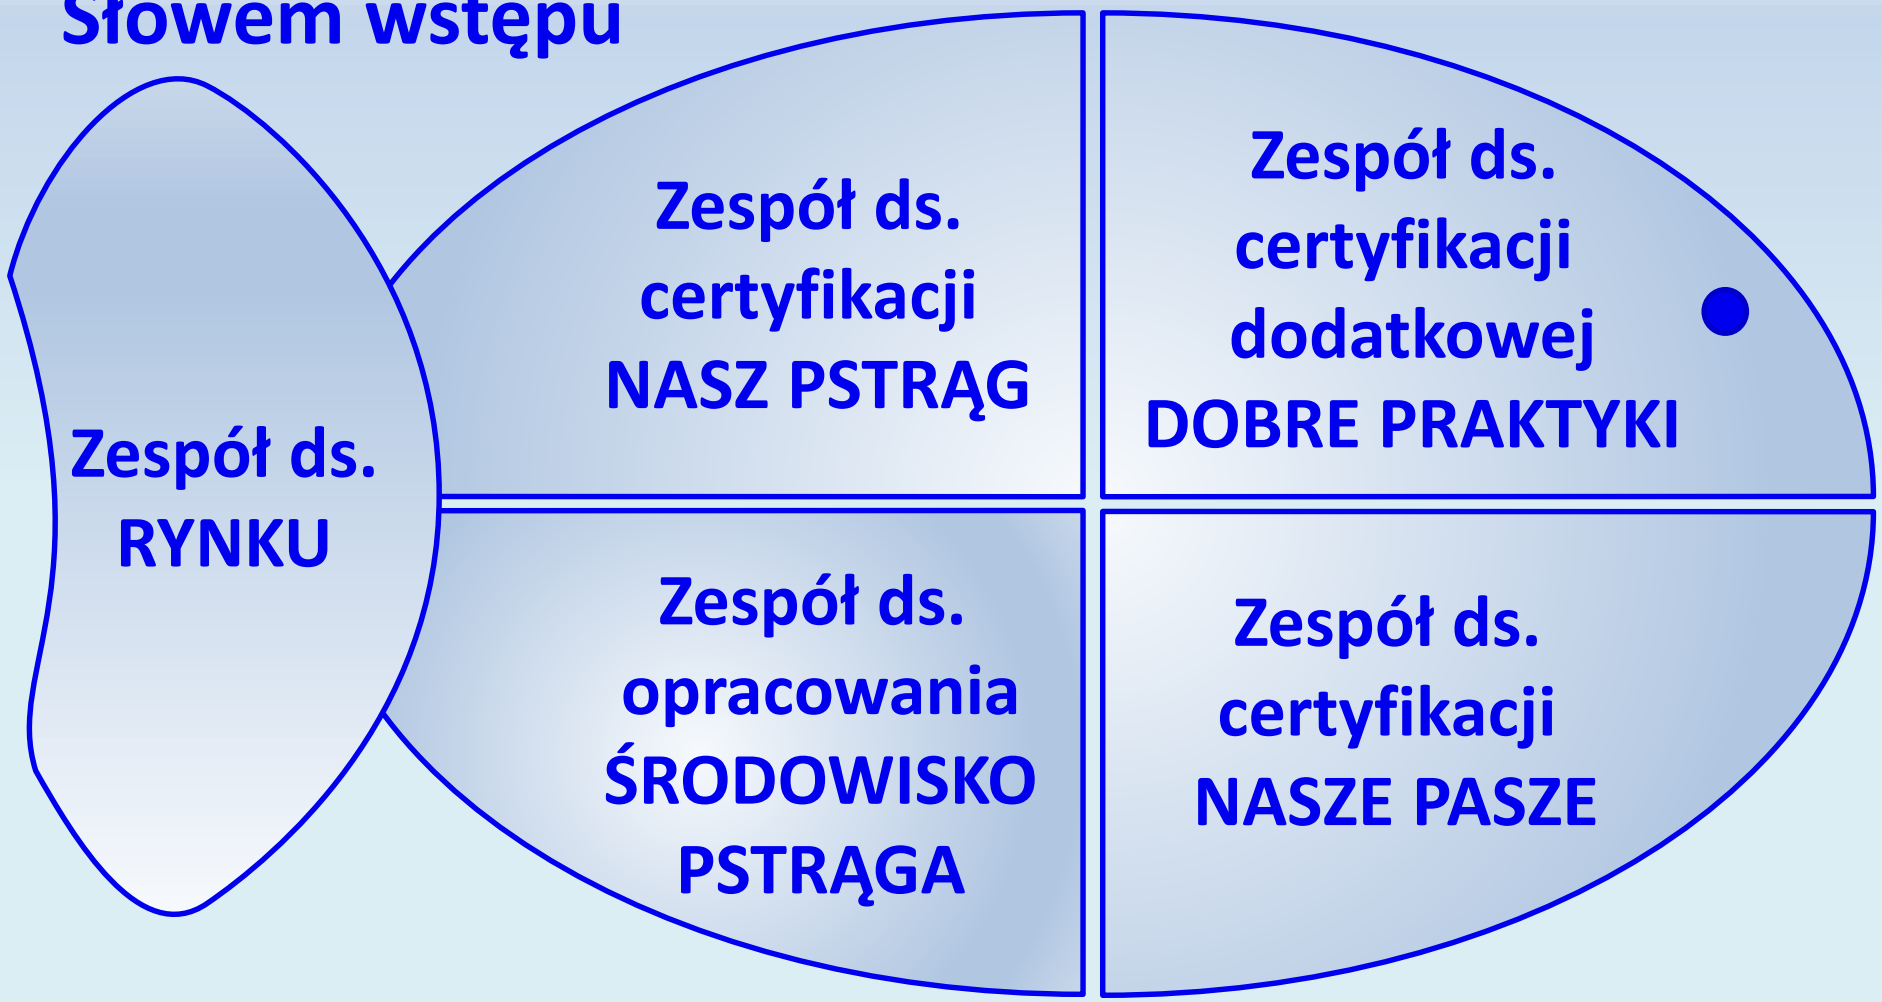 Słowem wstępu
Zespół ds.
certyfikacji
NASZ PSTRĄG
Zespół ds.
certyfikacji
dodatkowej
DOBRE PRAKTYKI
Zespół ds.
RYNKU
Zespół ds.
opracowania
ŚRODOWISKO
PSTRĄGA
Zespół ds.
certyfikacji
NASZE PASZE